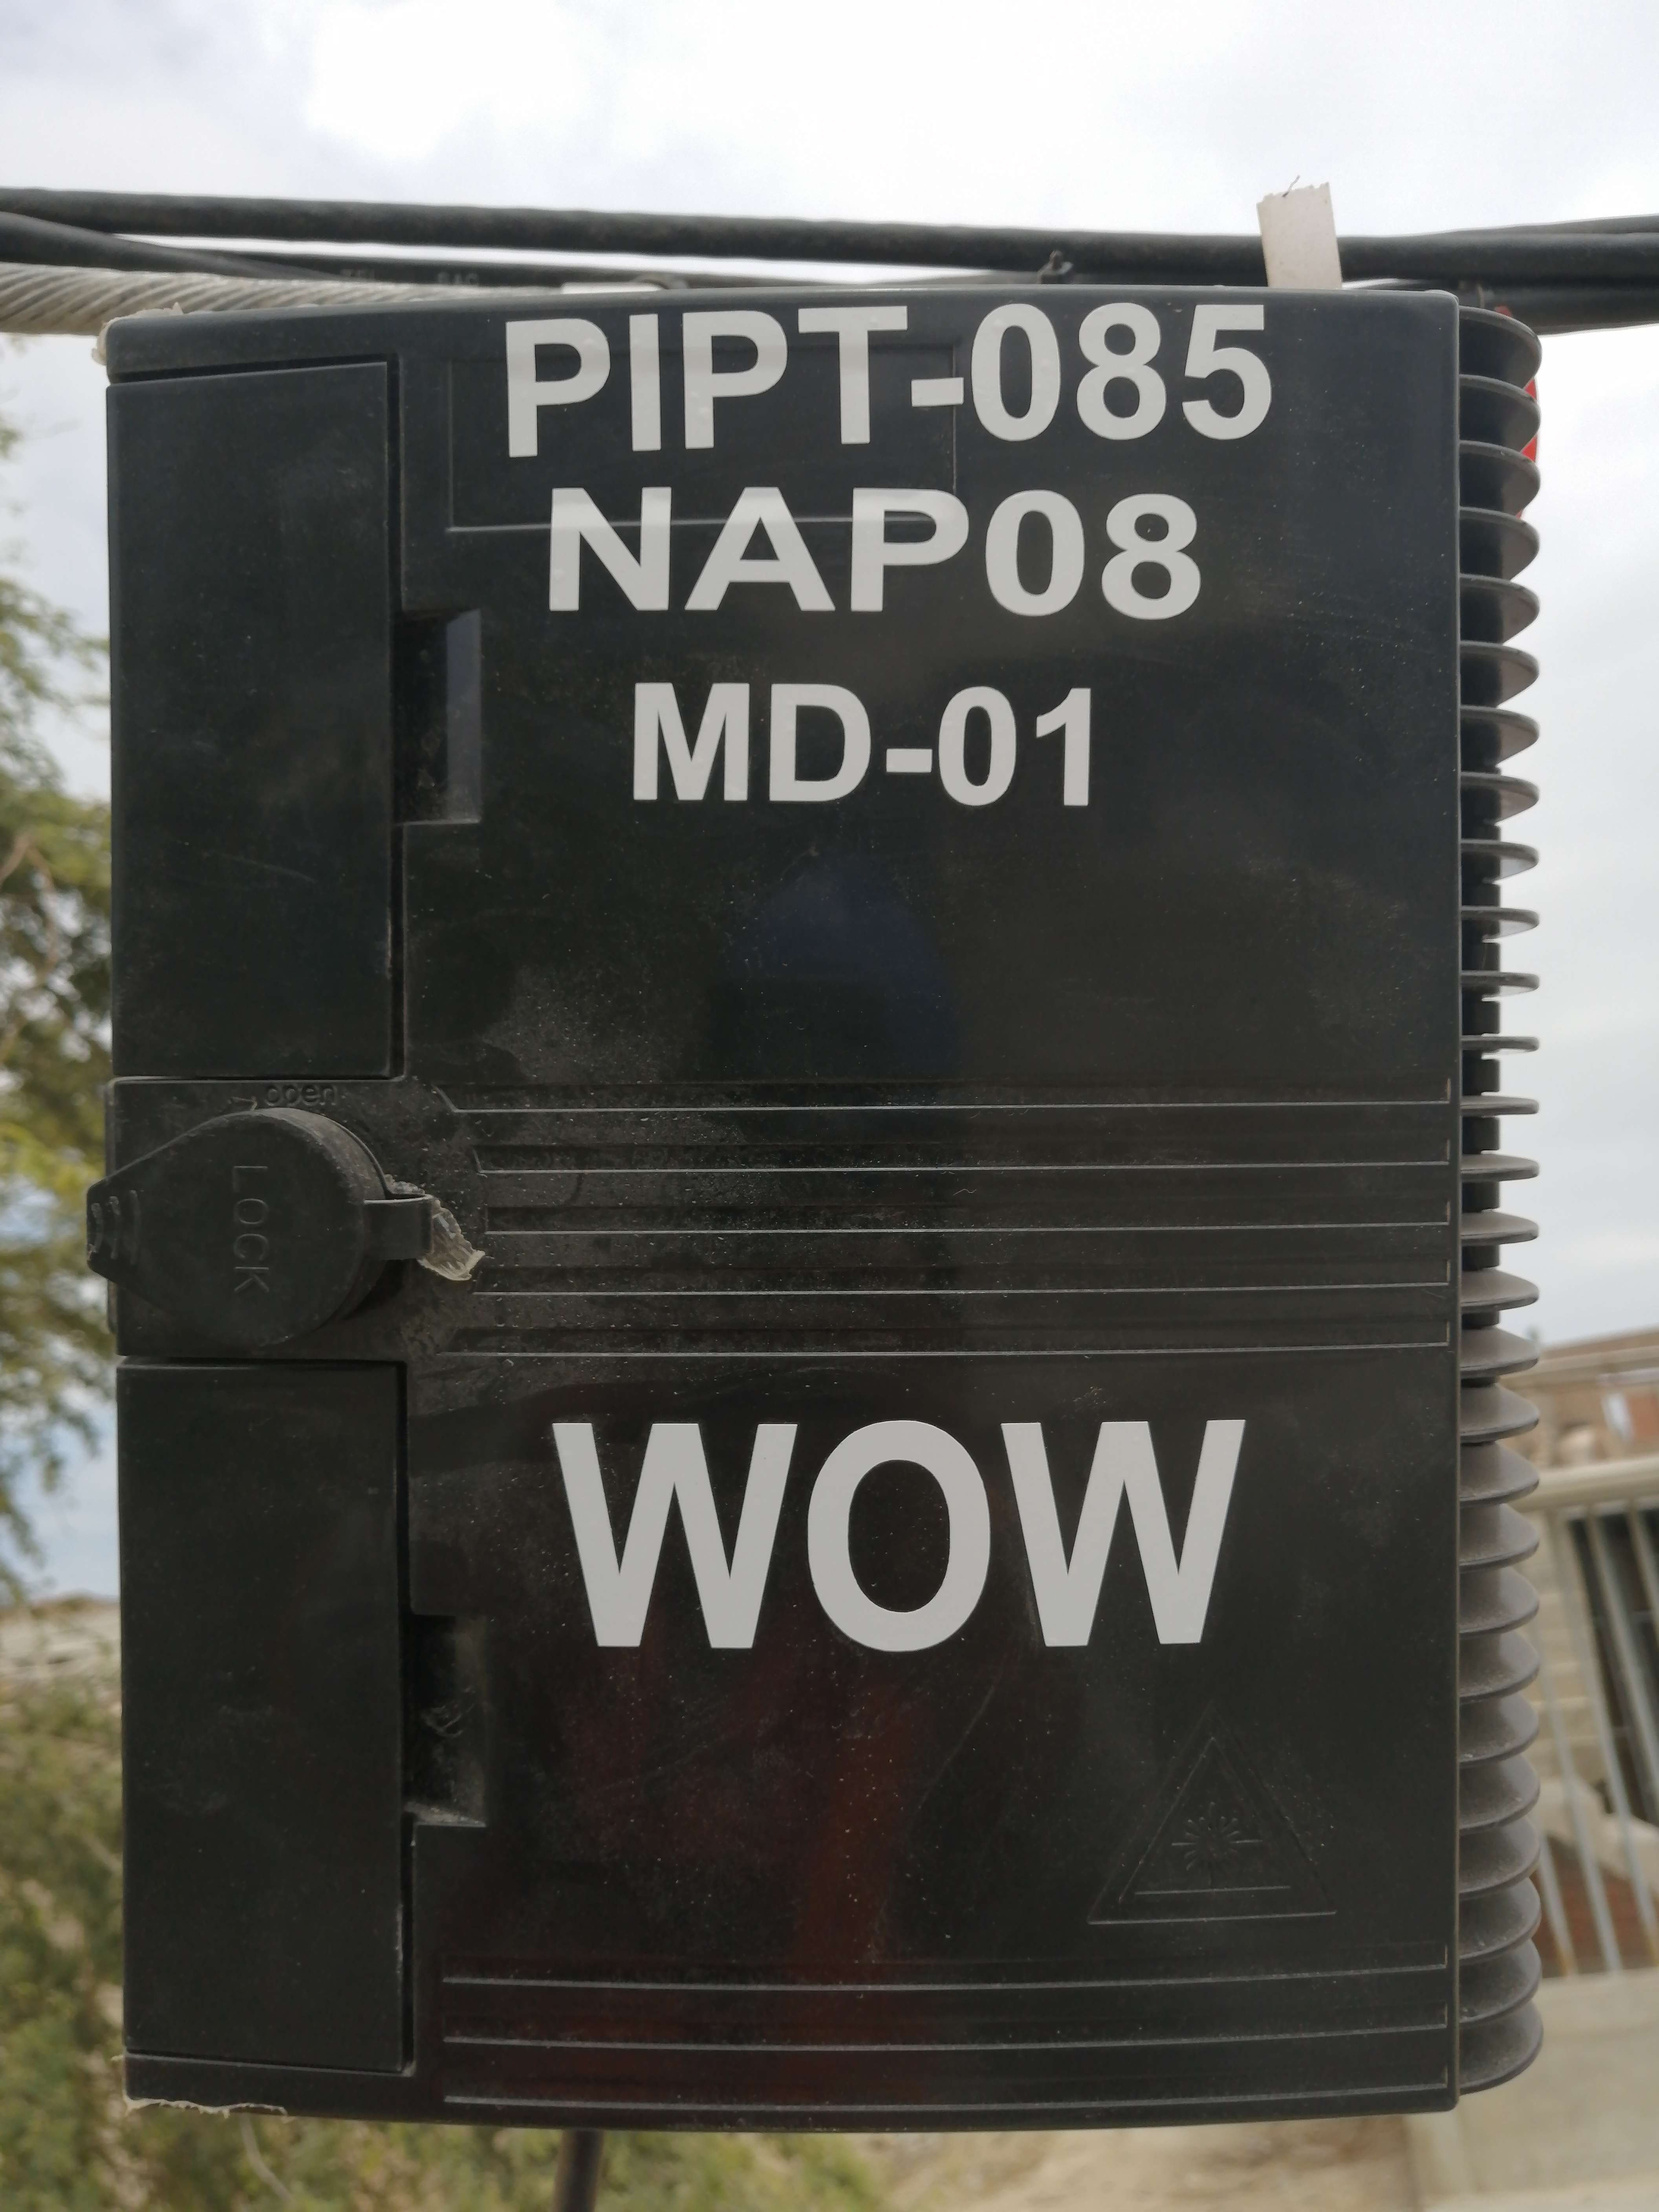 PIPT-085
NAP08
MD-01
open
LOCK
WOW